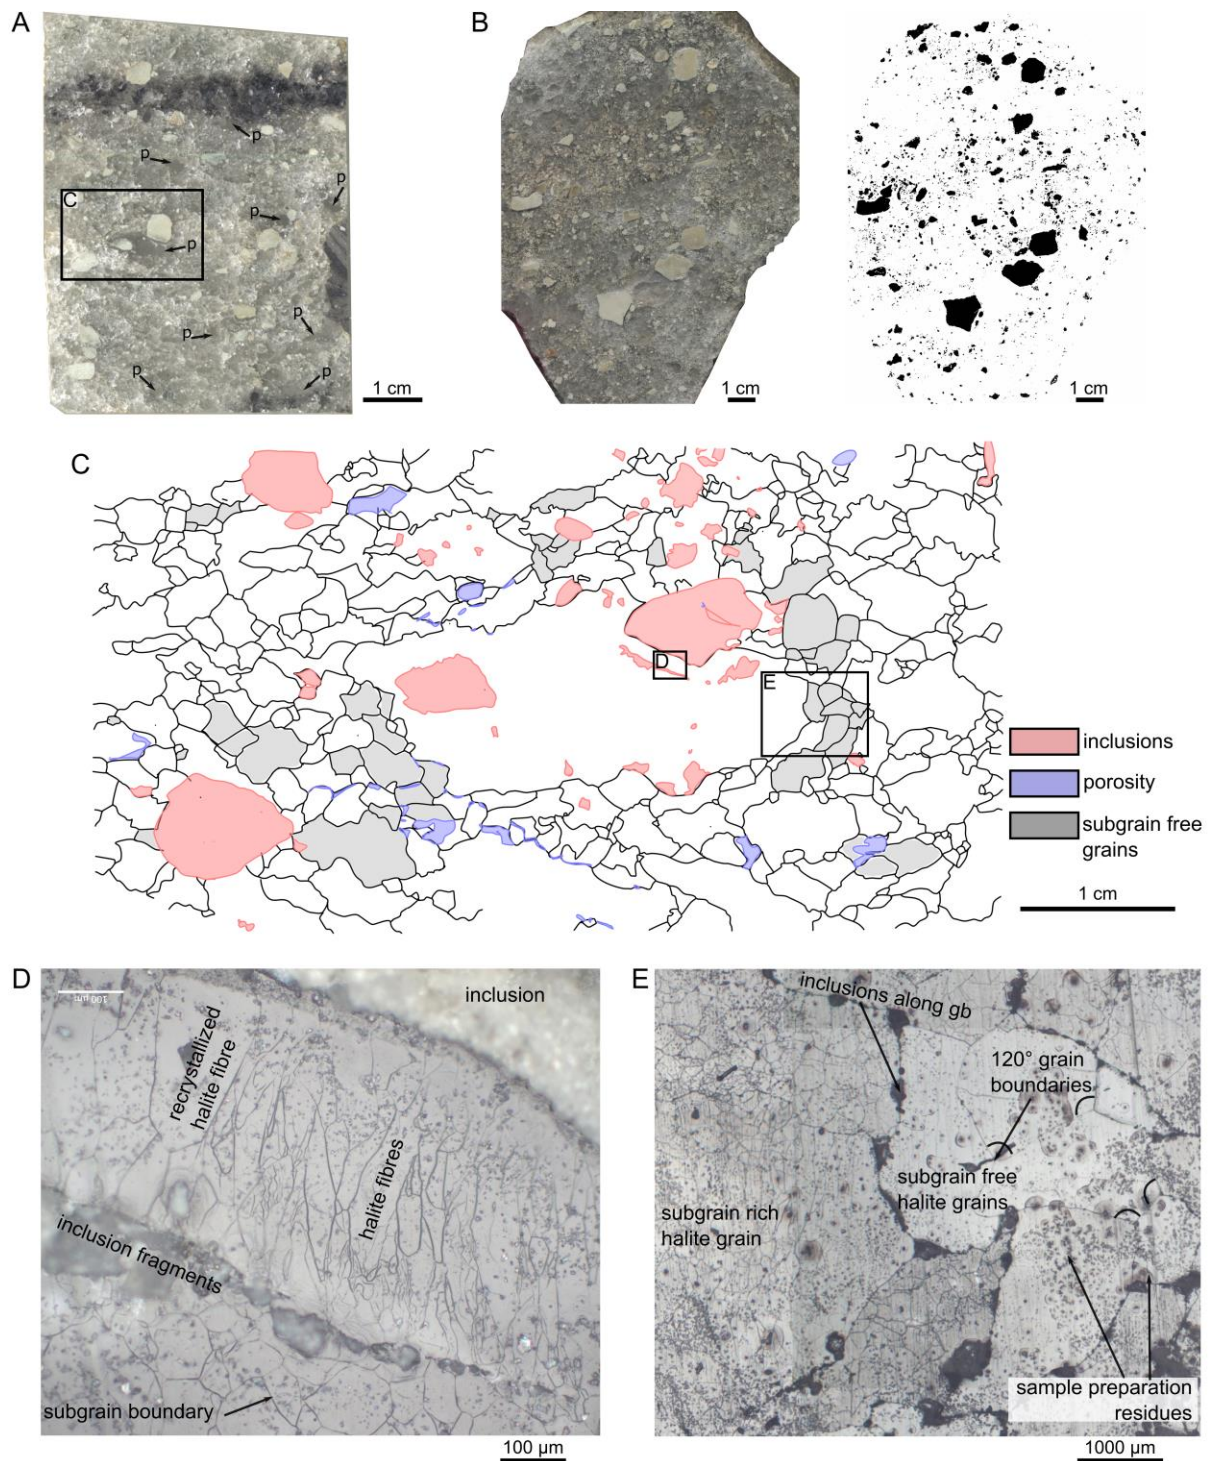 A
B
p
p
p
C
p
p
p
p
p
p
1 cm
1 cm
1 cm
C
D
E
inclusions
porosity
subgrain free
grains
1 cm
D
100 µm
inclusion
recrystallized
halite fibre
halite fibres
inclusion fragments
subgrain boundary
100 µm
E
inclusions along gb
120° grain
boundaries
subgrain free
halite grains
subgrain rich
halite grain
sample preparation
residues
1000 µm